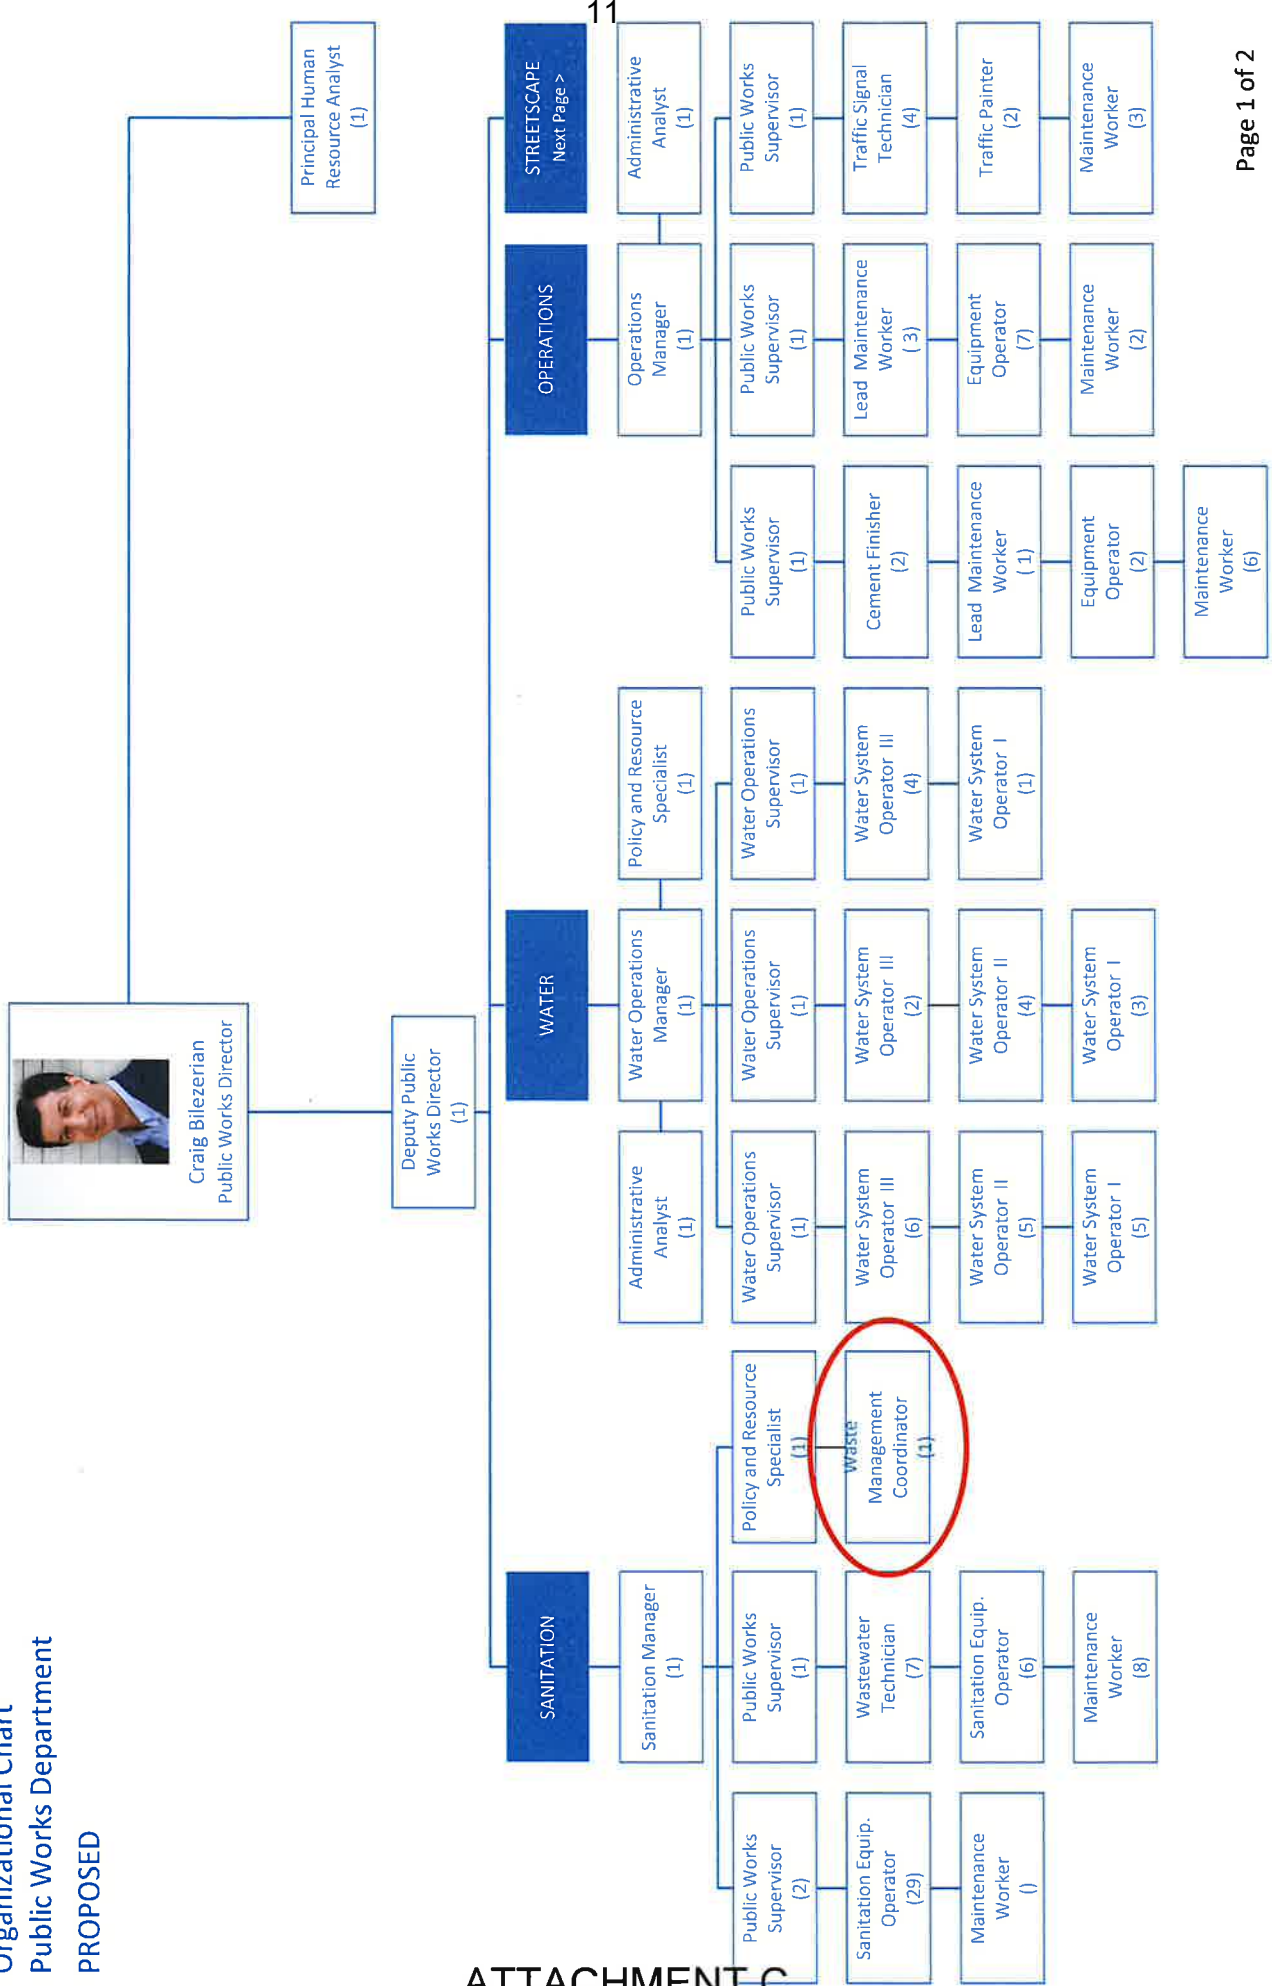 Organizational Chart
Public Works Department
PROPOSED
Craig Bilezerian
Public Works Director
Principal Human
Resource Analyst
(1)
Deputy Public
Works Director
(1)
SANITATION
WATER
OPERATIONS
STREETSCAPE
Next Page >
Sanitation Manager
(1)
Administrative
Analyst
(1)
Water Operations
Manager
(1)
Policy and Resource
Specialist
(1)
Operations
Manager
(1)
Administrative
Analyst
(1)
Public Works
Supervisor
(2)
Public Works
Supervisor
(1)
Policy and Resource
Specialist
(1)
Water Operations
Supervisor
(1)
Water Operations
Supervisor
(1)
Water Operations
Supervisor
(1)
Public Works
Supervisor
(1)
Public Works
Supervisor
(1)
Public Works
Supervisor
(1)
Sanitation Equip.
Operator
(29)
Wastewater
Technician
(7)
Waste
Management
Coordinator
(1)
Water System
Operator III
(6)
Water System
Operator III
(2)
Water System
Operator III
(4)
Cement Finisher
(2)
Lead Maintenance
Worker
( 3)
Traffic Signal
Technician
(4)
Maintenance
Worker
()
Sanitation Equip.
Operator
(6)
Water System
Operator II
(5)
Water System
Operator II
(4)
Water System
Operator I
(1)
Lead Maintenance
Worker
( 1)
Equipment
Operator
(7)
Traffic Painter
(2)
Maintenance
Worker
(8)
Water System
Operator I
(5)
Water System
Operator I
(3)
Equipment
Operator
(2)
Maintenance
Worker
(2)
Maintenance
Worker
(3)
Maintenance
Worker
(6)
Page 1 of 2
11
ATTACHMENT C